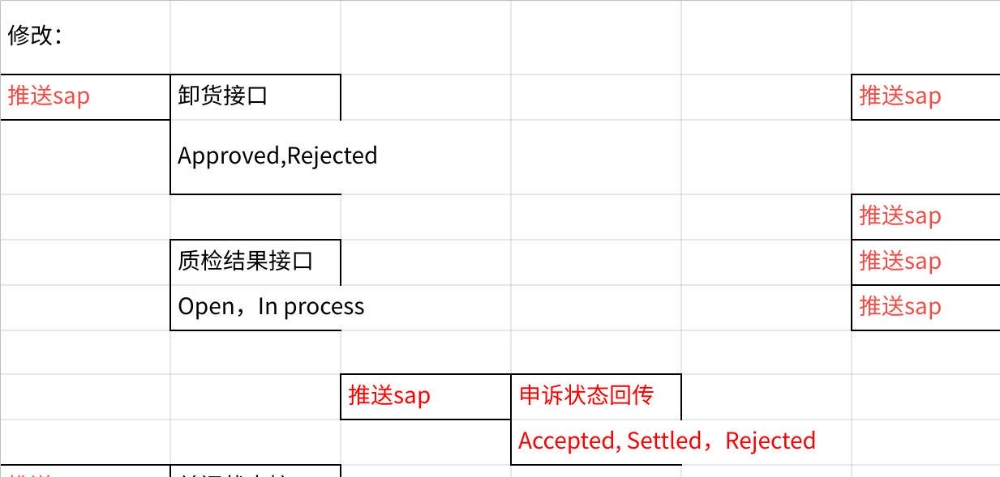 修改：
推送sap
卸货接口
推送sap
Approved,Rejected
推送sap
质检结果接口
推送sap
Open，In process
推送sap
推送sap
申诉状态回传
Accepted, Settled，Rejected